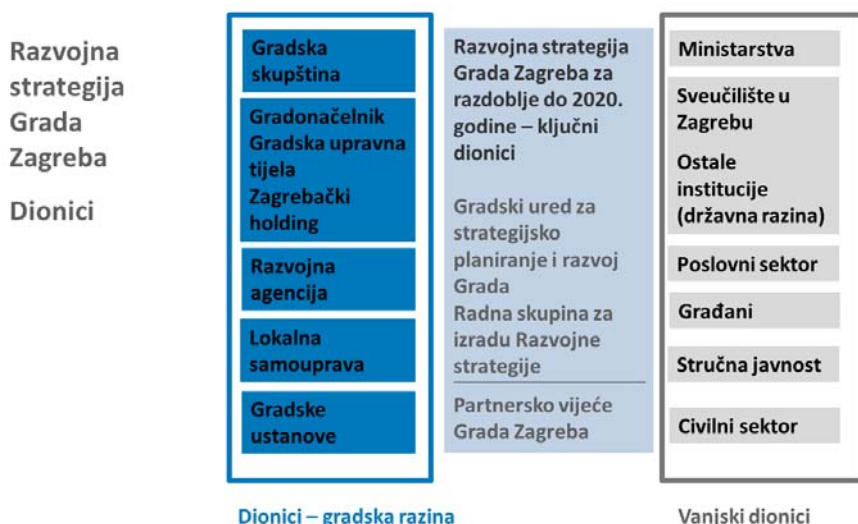 Razvojna
strategija
Grada
Zagreba
Dionici
Gradska
skupština
Gradonačelnik
Gradska upravna
tijela
Zagrebački
holding
Razvojna
agencija
Lokalna
samouprava
Gradske
ustanove
Dionici – gradska razina
Razvojna strategija
Grada Zagreba za
razdoblje do 2020.
godine – ključni
dionici
Gradski ured za
strategijsko
planiranje i razvoj
Grada
Radna skupina za
izradu Razvojne
strategije
Partnersko vijeće
Grada Zagreba
Ministarstva
Sveučilište u
Zagrebu
Ostale
institucije
(državna razina)
Poslovni sektor
Građani
Stručna javnost
Civilni sektor
Vanjski dionici